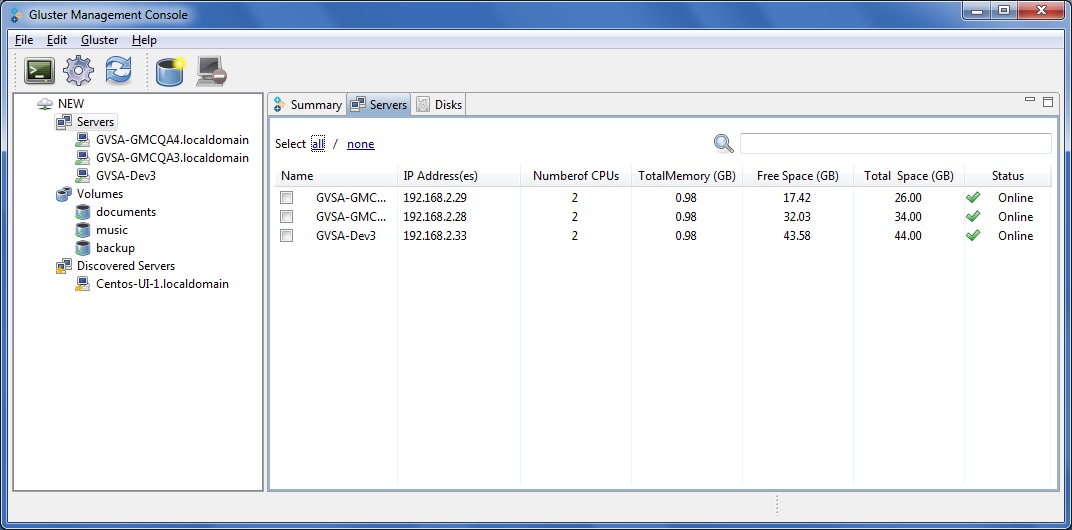 Gluster Management Console
File Edit Gluster Help
NEW
Servers
GVSA-GMCQA4.localdomain
GVSA-GMCQA3.localdomain
GVSA-Dev3
Volumes
documents
music
backup
Discovered Servers
Centos-UI-1.localdomain
Summary Servers Disks
Select all / none
Name IP Address(es) Numberof CPUs TotalMemory (GB) Free Space (GB) Total Space (GB) Status
GVSA-GMC... 192.168.2.29 2 0.98 17.42 26.00 Online
GVSA-GMC... 192.168.2.28 2 0.98 32.03 34.00 Online
GVSA-Dev3 192.168.2.33 2 0.98 43.58 44.00 Online